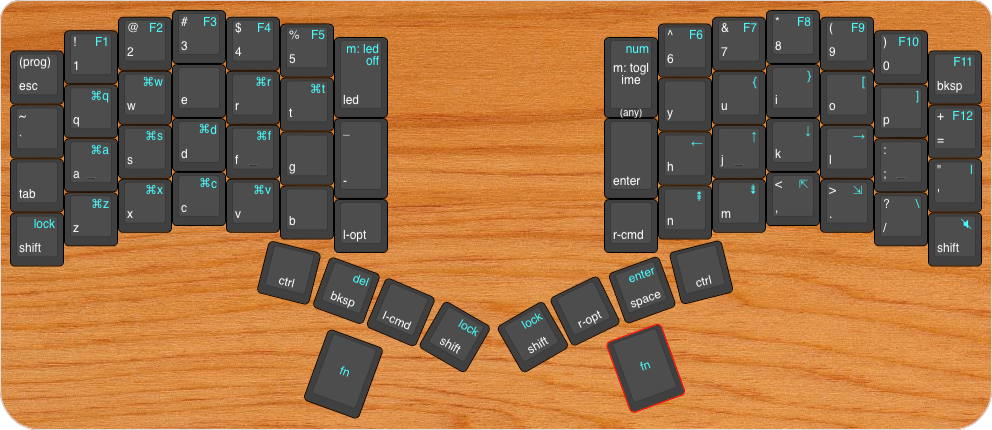 (prog)
esc
! F1
1
@ F2
2
# F3
3
$ F4
4
% F5
5
m: led
off
led
~
`
⌘q
q
⌘w
w
e
⌘r
r
⌘t
t
tab
⌘a
a _
⌘s
s
⌘d
d
⌘f
f _
g
_
-
lock
shift
⌘z
z
⌘x
x
⌘c
c
⌘v
v
b
l-opt
num
m: togl
ime
(any)
^ F6
6
& F7
7
* F8
8
( F9
9
) F10
0
F11
bksp
y
{
u
}
i
[
o
]
p
+ F12
=
enter
←
h
↑
j _
↓
k
→
l
:
; _
" |
'
r-cmd
⇞
n
⇟
m
< ⇱
,
> ⇲
.
? \
/
🔇
shift
ctrl
del
bksp
l-cmd
lock
shift
fn
lock
shift
r-opt
enter
space
ctrl
fn